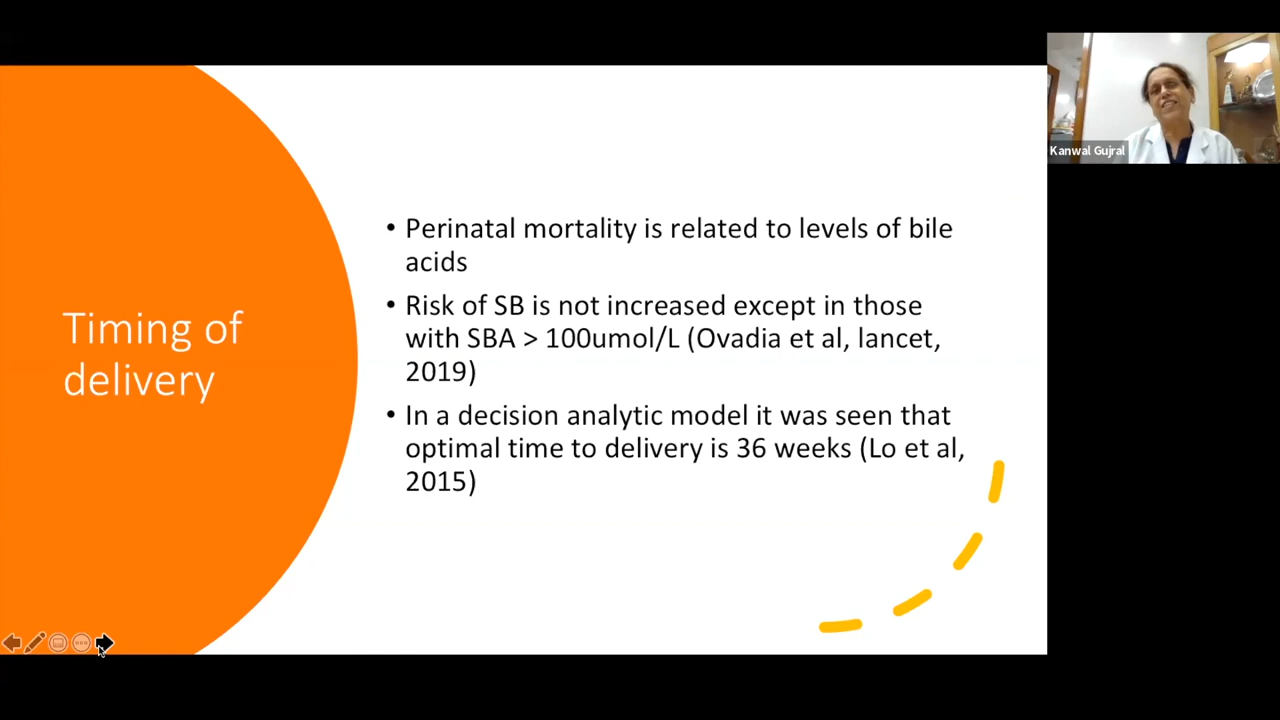 Timing of
delivery
• Perinatal mortality is related to levels of bile
acids
• Risk of SB is not increased except in those
with SBA > 100umol/L (Ovadia et al, lancet,
2019)
• In a decision analytic model it was seen that
optimal time to delivery is 36 weeks (Lo et al,
2015)
Kanwal Gujral